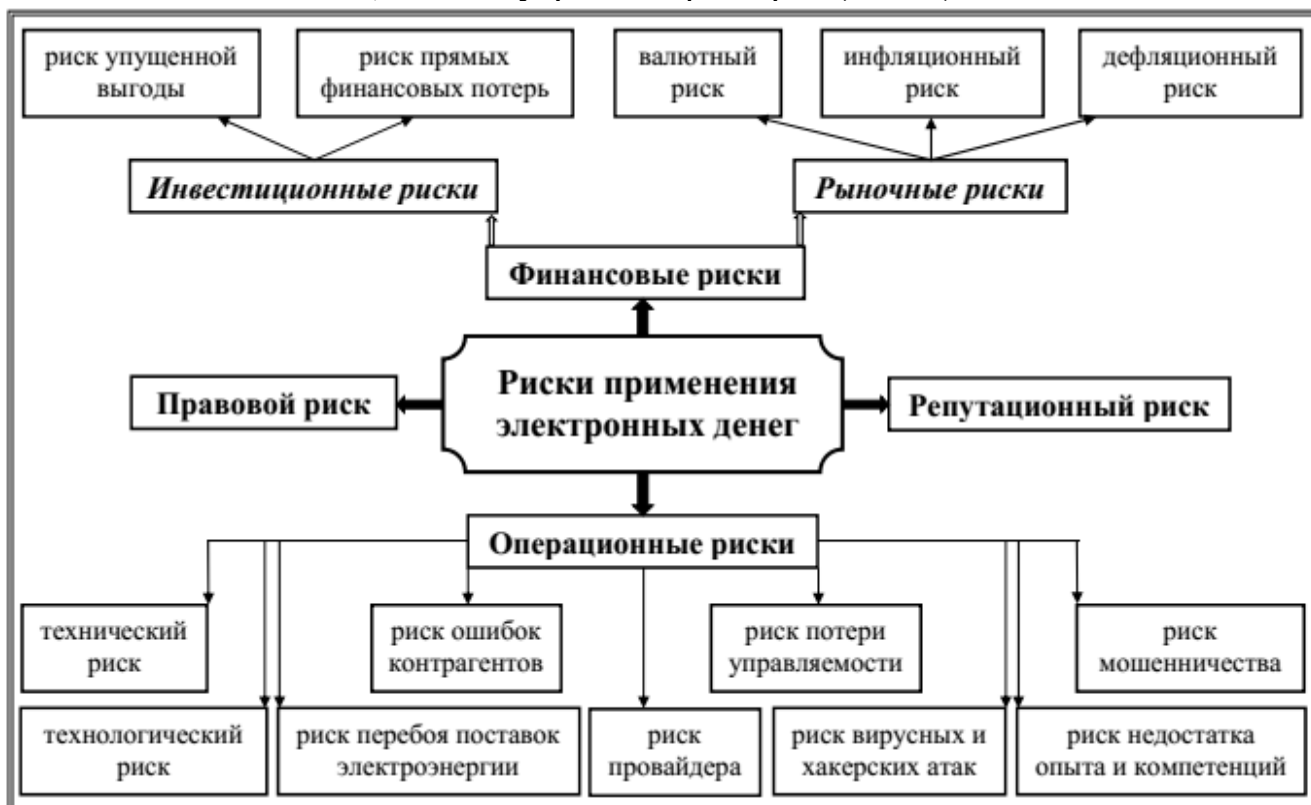 риск упущенной
выгоды
риск прямых
финансовых потерь
валютный
риск
инфляционный
риск
дефляционный
риск
Инвестиционные риски
Рыночные риски
Финансовые риски
Правовой риск
Риски применения
электронных денег
Репутационный риск
Операционные риски
технический
риск
риск ошибок
контрагентов
риск потери
управляемости
риск
мошенничества
технологический
риск
риск перебоя поставок
электроэнергии
риск
провайдера
риск вирусных и
хакерских атак
риск недостатка
опыта и компетенций